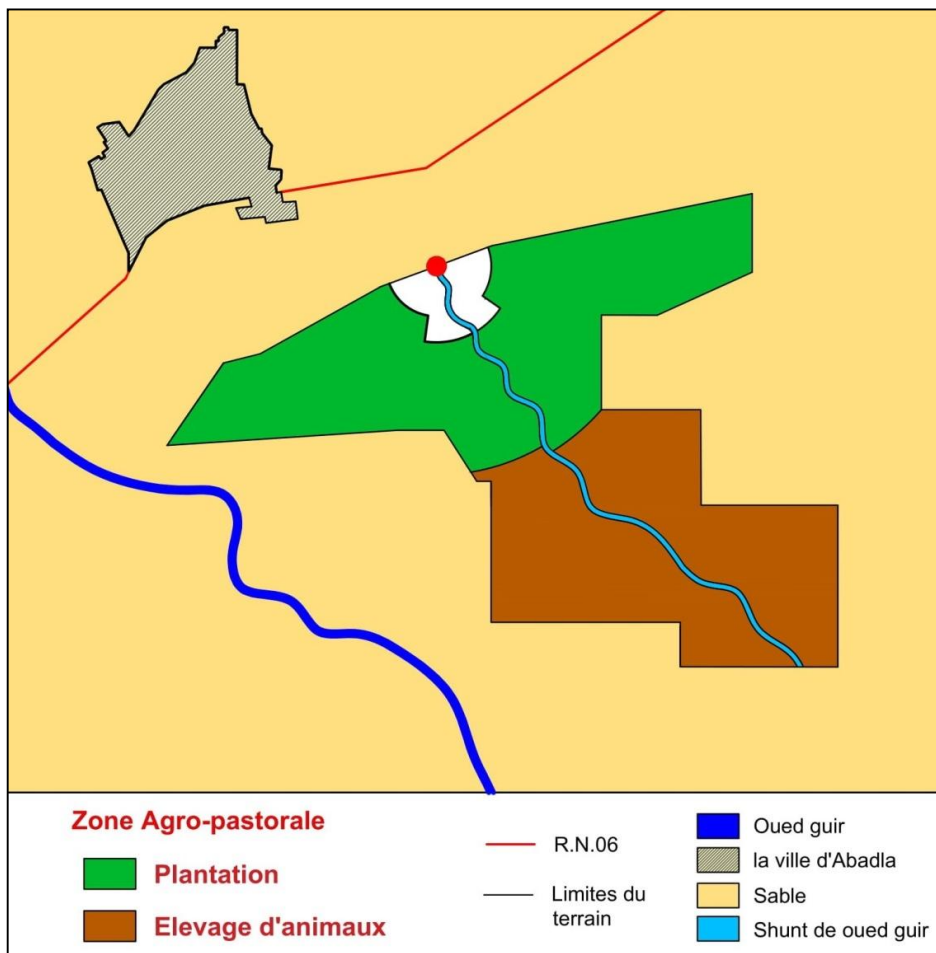 Zone Agro-pastorale
Plantation
Elevage d'animaux
R.N.06
Limites du
terrain
Oued guir
la ville d'Abadla
Sable
Shunt de oued guir